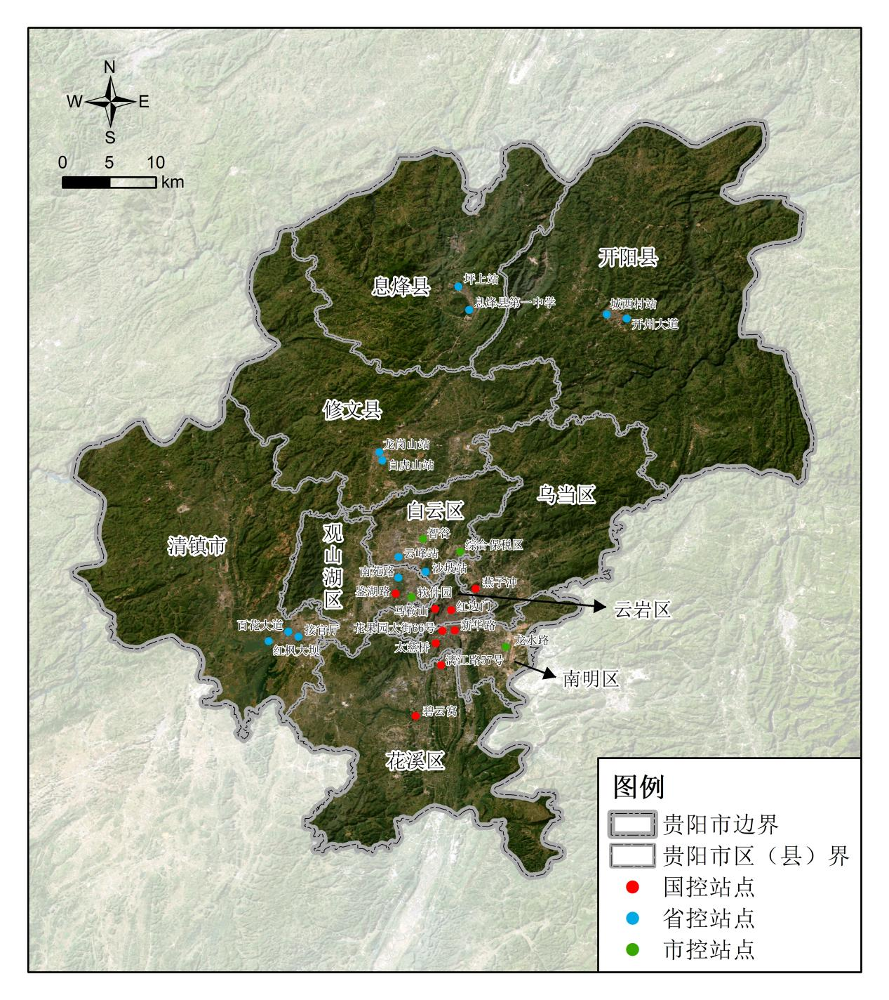 N
W E
S
0 5 10
km
开阳县
坪上站
息烽县
息烽县第一中学
城西村站
开州大道
修文县
龙岗山站
白虎山站
乌当区
白云区
观山湖区
智谷
清镇市
综合保税区
云峰站
南苑路
沙坡站
燕子冲
鉴湖路
软件园
马鞍山
红边门
云岩区
百花大道
接官厅
花果园大街66号
新华路
红枫大坝
太慈桥
龙水路
漓江路57号
南明区
碧云窝
花溪区
图例
贵阳市边界
贵阳市区（县）界
国控站点
省控站点
市控站点